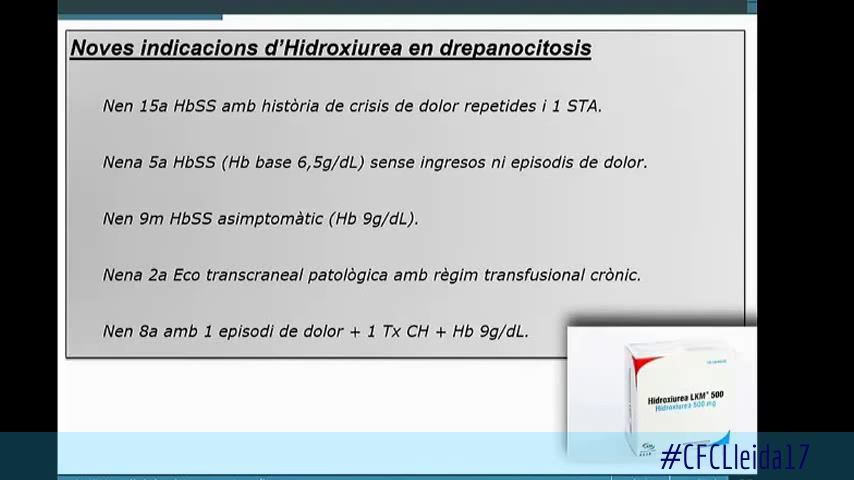 Noves indicacions d'Hidroxiurea en drepanocitosis
Nen 15a HbSS amb història de crisis de dolor repetides i 1 STA.
Nena 5a HbSS (Hb base 6,5g/dL) sense ingresos ni episodis de dolor.
Nen 9m HbSS asimptomàtic (Hb 9g/dL).
Nena 2a Eco transcraneal patològica amb règim transfusional crònic.
Nen 8a amb 1 episodi de dolor + 1 Tx CH + Hb 9g/dL.
Hidroxiurea LKM® 500
Hidroxiurea 500 mg
#CFCLleida17